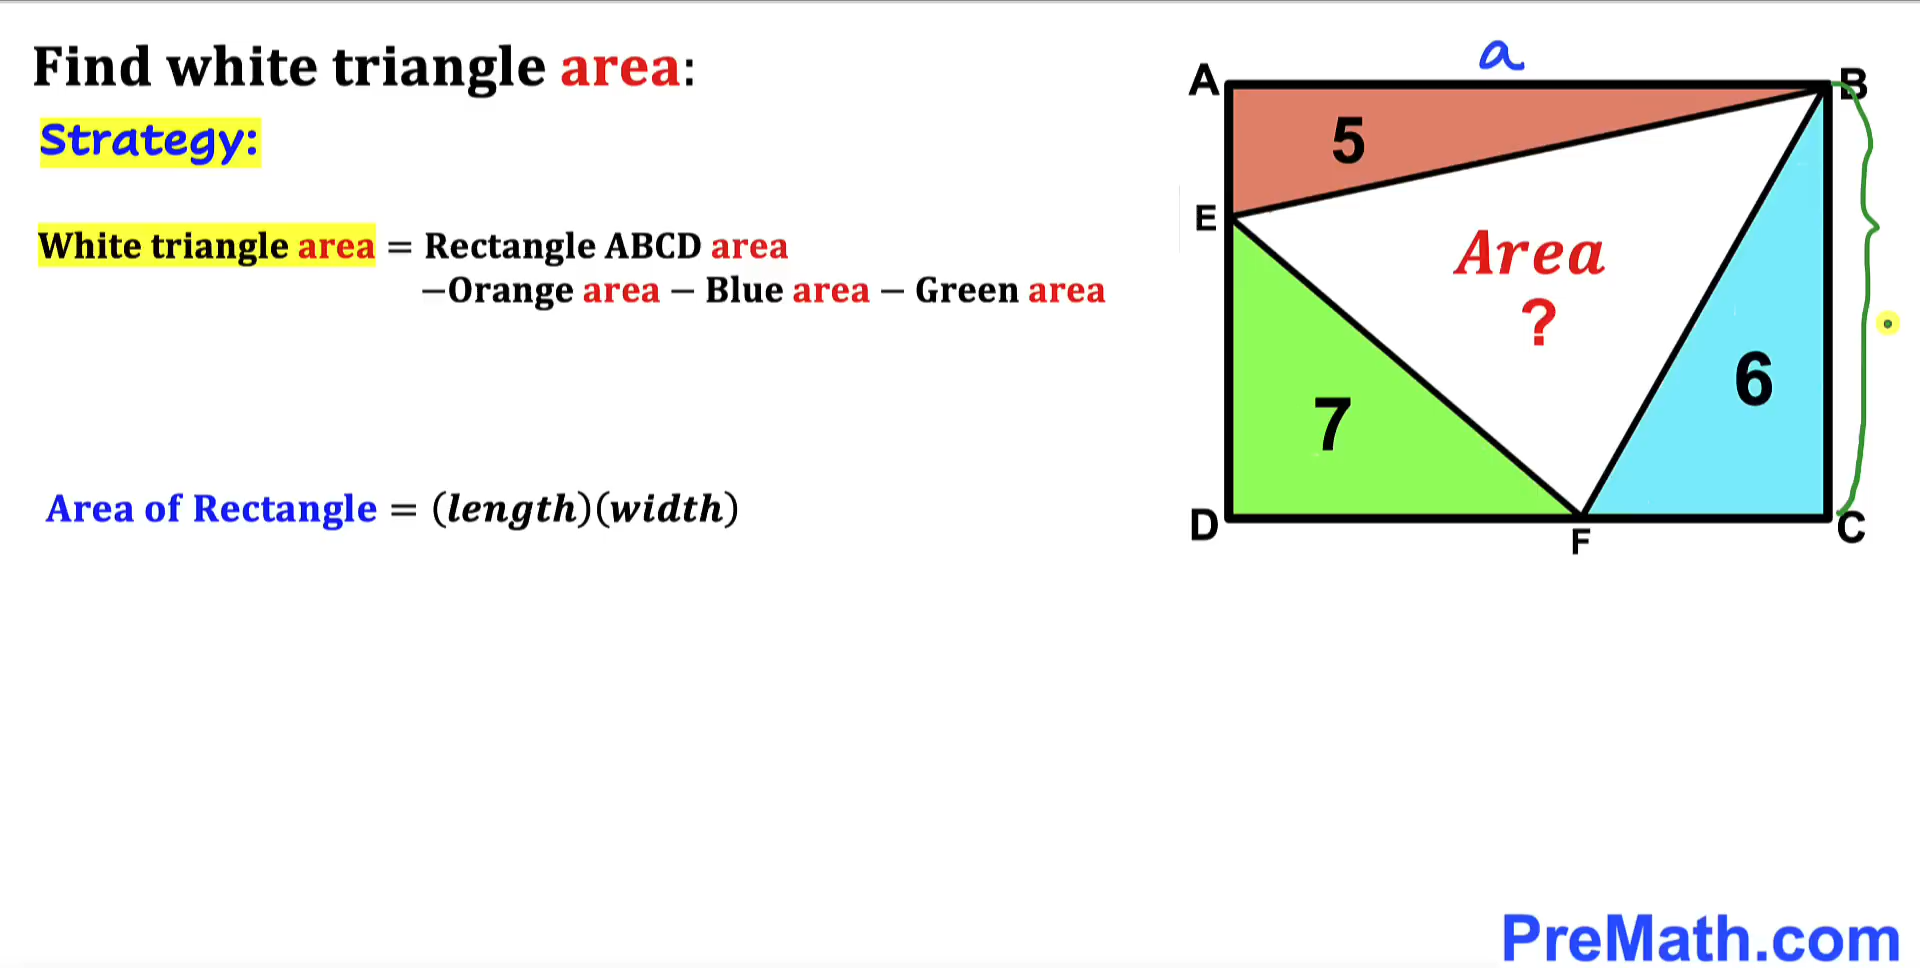 Find white triangle area:
Strategy:
White triangle area = Rectangle ABCD area
−Orange area − Blue area − Green area
Area of Rectangle = (length)(width)
a
A
B
5
E
Area
?
6
7
D
F
C
PreMath.com